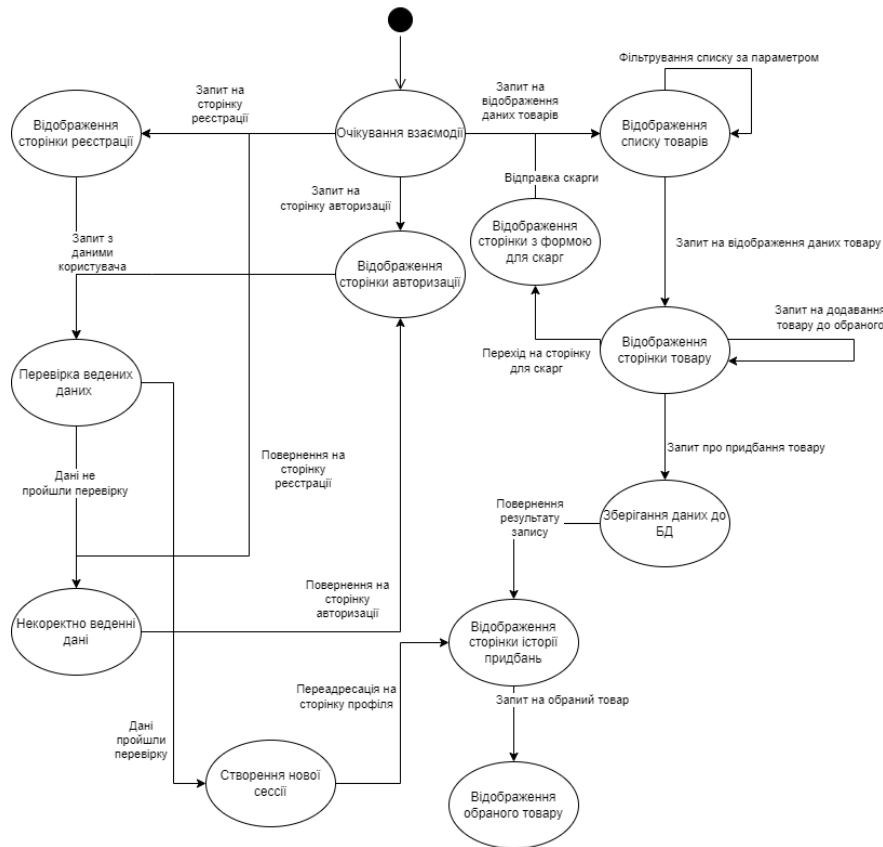 Фільтрування списку за параметром
Запит на
сторінку
реєстрації
Запит на
відображення
даних товарів
Відображення
сторінки реєстрації
Очікування взаємодії
Відображення
списку товарів
Відправка скарги
Запит на
сторінку авторизації
Відображення
сторінки з формою
для скарг
Запит з
даними
користувача
Запит на відображення даних товару
Відображення
сторінки авторизації
Запит на додавання
товару до обраного
Відображення
сторінки товару
Перехід на сторінку
для скарг
Перевірка ведених
даних
Запит про придбання товару
Повернення на
сторінку
реєстрації
Дані не
пройшли перевірку
Повернення
результату
запису
Зберігання даних до
БД
Повернення на
сторінку
авторизації
Некоректно веденні
дані
Відображення
сторінки історії
придбань
Переадресація на
сторінку профіля
Запит на обраний товар
Дані
пройшли
перевірку
Створення нової
сессії
Відображення
обраного товару